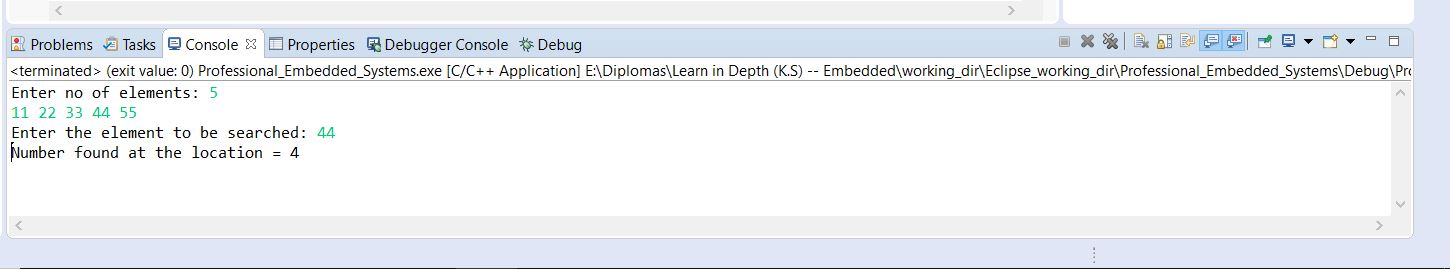 Problems Tasks Console Properties Debugger Console Debug
<terminated> (exit value: 0) Professional_Embedded_Systems.exe [C/C++ Application] E:\Diplomas\Learn in Depth (K.S) -- Embedded\working_dir\Eclipse_working_dir\Professional_Embedded_Systems\Debug\Pro
Enter no of elements: 5
11 22 33 44 55
Enter the element to be searched: 44
Number found at the location = 4